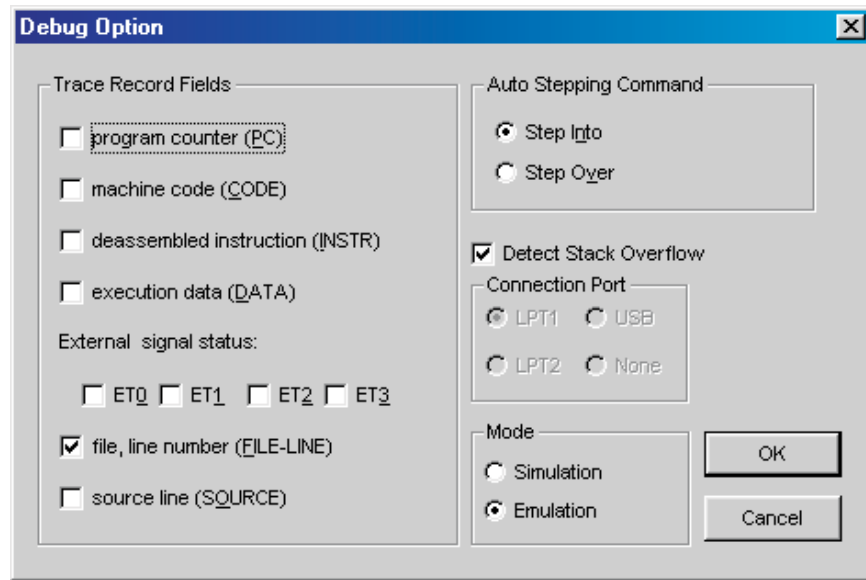 Debug Option
Trace Record Fields
program counter (PC)
machine code (CODE)
deassembled instruction (INSTR)
execution data (DATA)
External signal status:
ET0 ET1 ET2 ET3
file, line number (FILE-LINE)
source line (SOURCE)
Auto Stepping Command
Step Into
Step Over
Detect Stack Overflow
Connection Port
LPT1 USB
LPT2 None
Mode
Simulation
Emulation
OK
Cancel